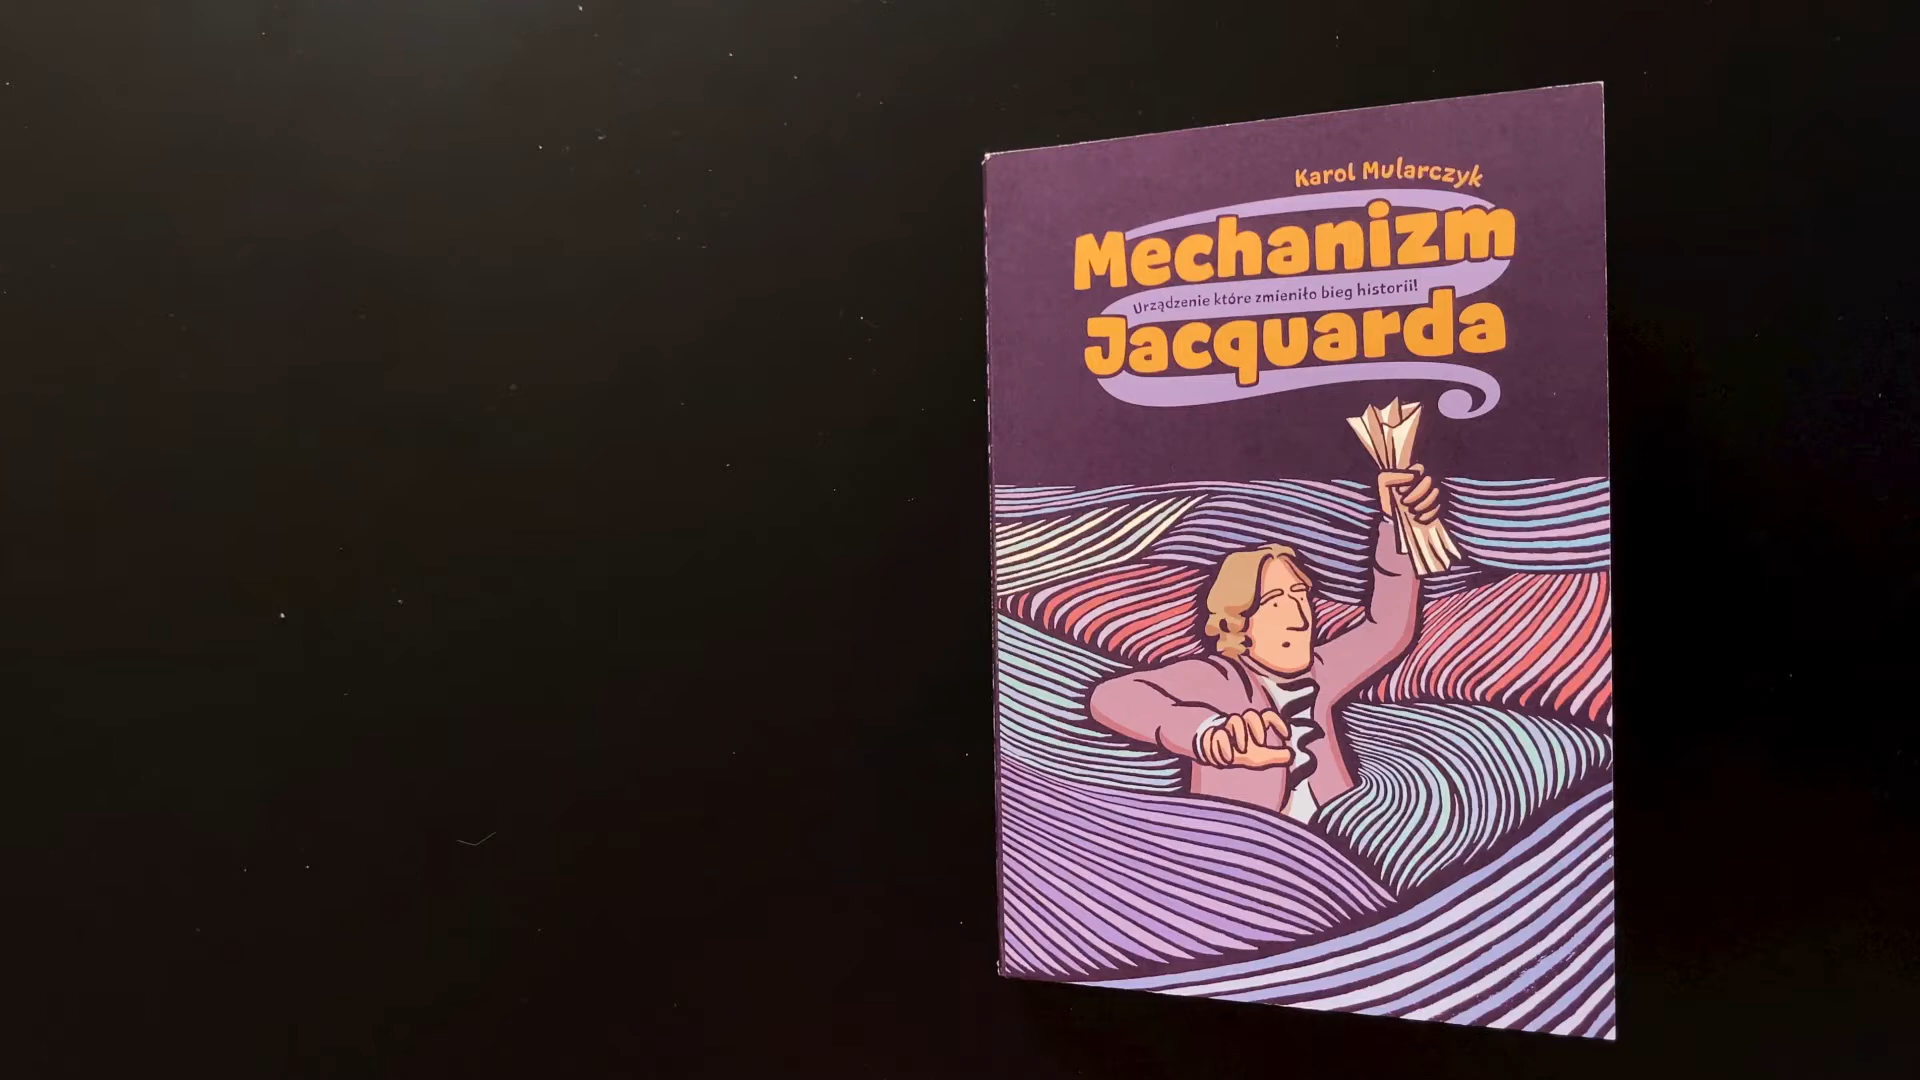 Karol Mularczyk
Mechanizm
Urządzenie które zmieniło bieg historii!
Jacquarda